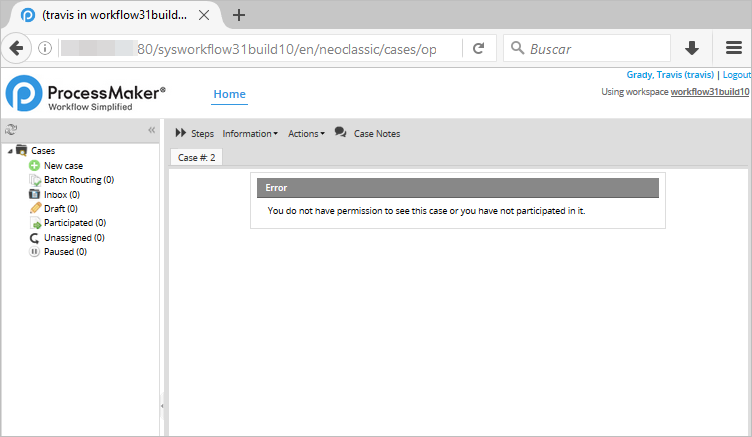 (travis in workflow31build...
80/sysworkflow31build10/en/neoclassic/cases/op
Buscar
ProcessMaker®
Workflow Simplified
Home
Grady, Travis (travis) | Logout
Using workspace workflow31build10
Cases
New case
Batch Routing (0)
Inbox (0)
Draft (0)
Participated (0)
Unassigned (0)
Paused (0)
Steps Information Actions Case Notes
Case #: 2
Error
You do not have permission to see this case or you have not participated in it.